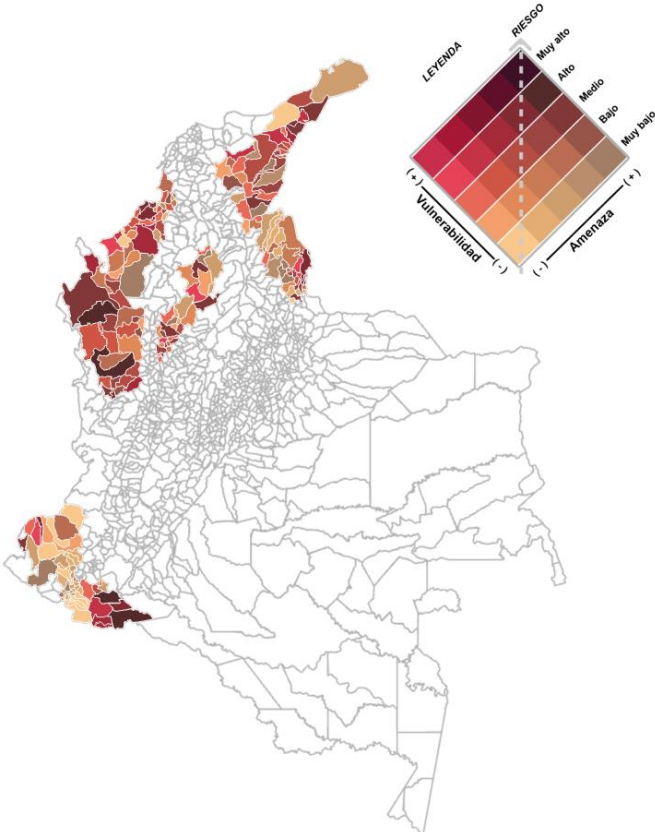 LEYENDA
RIESGO
Muy alto
Alto
Medio
Bajo
Muy bajo
(+)
Vulnerabilidad
(-)
(-)
Amenaza
(+)